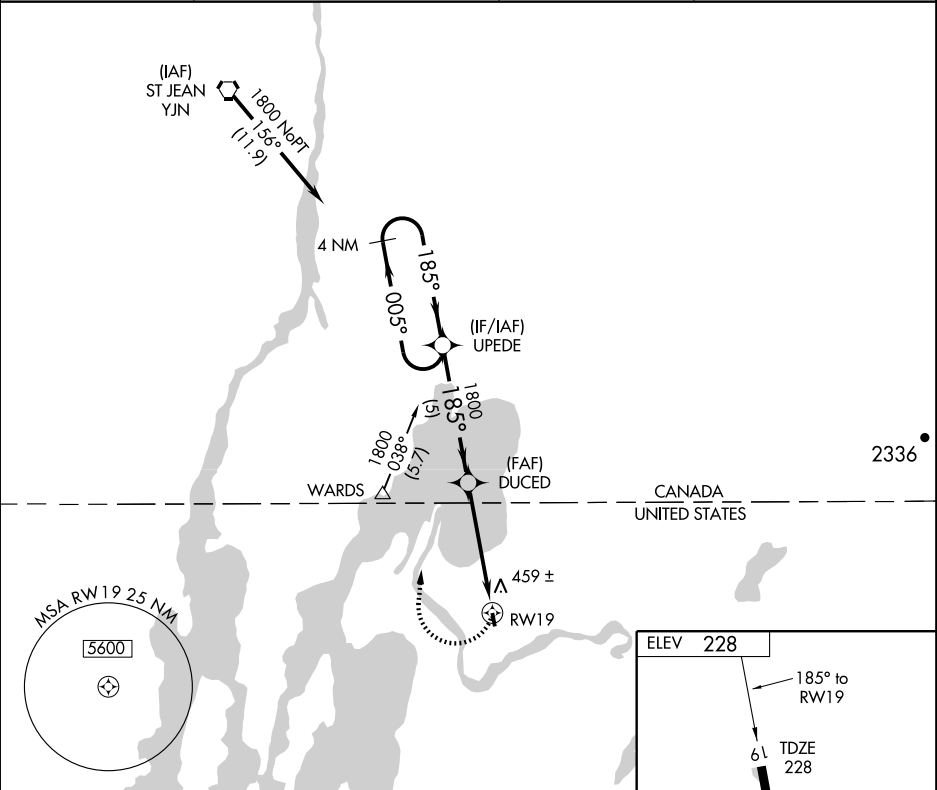 (IAF)
ST JEAN
YJN
1800 NoPT
156°
(11.9)
4 NM
185°
005°
(IF/IAF)
UPEDE
1800
185°
(5)
1800
038°
(5.7)
(FAF)
DUCED
2336
WARDS
CANADA
UNITED STATES
459 ±
RW19
MSA RW19 25 NM
5600
ELEV 228
185° to
RW19
19
TDZE
228